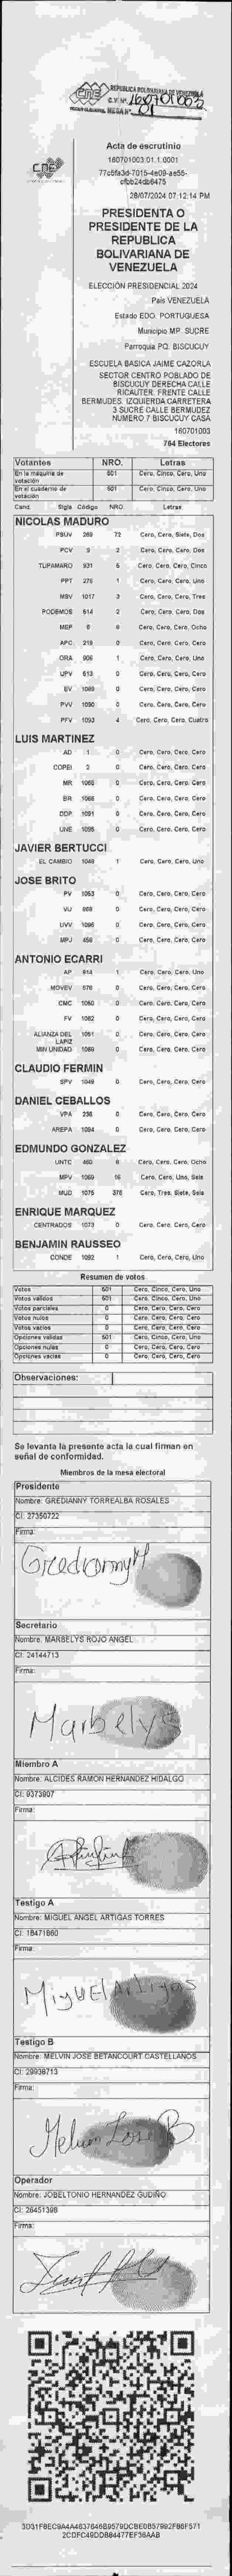 CNE REPUBLICA BOLIVARIANA DE VENEZUELA
C.V. Nº 160701003
MESA Nº 01
CNE
Acta de escrutinio
160701003.01.1.0001
28/07/2024 07:12:14 PM
PRESIDENTA O
PRESIDENTE DE LA
REPUBLICA
BOLIVARIANA DE
VENEZUELA
ELECCIÓN PRESIDENCIAL 2024
País VENEZUELA
Estado EDO. PORTUGUESA
Municipio MP. SUCRE
Parroquia PQ. BISCUCUY
ESCUELA BASICA JAIME CAZORLA
SECTOR CENTRO POBLADO DE
BISCUCUY DERECHA CALLE
RICAUTER. FRENTE CALLE
BERMUDES. IZQUIERDA CARRETERA
3 SUCRE CALLE BERMUDEZ
NUMERO 7 BISCUCUY CASA
160701003
764 Electores
Votantes NRO. Letras
En la máquina de votación 501 Cero, Cinco, Cero, Uno
En el cuaderno de votación 501 Cero, Cinco, Cero, Uno
Cand. Sigla Código NRO Letras
NICOLAS MADURO
PSUV 269 72 Cero, Cero, Siete, Dos
PCV 9 2 Cero, Cero, Cero, Dos
TUPAMARO 931 5 Cero, Cero, Cero, Cinco
PPT 276 1 Cero, Cero, Cero, Uno
MSV 1017 3 Cero, Cero, Cero, Tres
PODEMOS 514 2 Cero, Cero, Cero, Dos
MEP 6 8 Cero, Cero, Cero, Ocho
APC 219 0 Cero, Cero, Cero, Cero
ORA 906 1 Cero, Cero, Cero, Uno
UPV 613 0 Cero, Cero, Cero, Cero
EV 1089 0 Cero, Cero, Cero, Cero
PVV 1090 0 Cero, Cero, Cero, Cero
PFV 1093 4 Cero, Cero, Cero, Cuatro
LUIS MARTINEZ
AD 1 0 Cero, Cero, Cero, Cero
COPEI 2 0 Cero, Cero, Cero, Cero
MR 1066 0 Cero, Cero, Cero, Cero
BR 0 Cero, Cero, Cero, Cero
DDP 1091 0 Cero, Cero, Cero, Cero
UNE 1095 0 Cero, Cero, Cero, Cero
JAVIER BERTUCCI
EL CAMBIO 1048 1 Cero, Cero, Cero, Uno
JOSE BRITO
PV 1053 0 Cero, Cero, Cero, Cero
VU 868 0 Cero, Cero, Cero, Cero
UVV 1096 0 Cero, Cero, Cero, Cero
MPJ 456 0 Cero, Cero, Cero, Cero
ANTONIO ECARRI
AP 914 1 Cero, Cero, Cero, Uno
MOVEV 576 0 Cero, Cero, Cero, Cero
CMC 1050 0 Cero, Cero, Cero, Cero
FV 1082 0 Cero, Cero, Cero, Cero
ALIANZA DEL LAPIZ 1051 0 Cero, Cero, Cero, Cero
MIN UNIDAD 1069 0 Cero, Cero, Cero, Cero
CLAUDIO FERMIN
SPV 1049 0 Cero, Cero, Cero, Cero
DANIEL CEBALLOS
VPA 236 0 Cero, Cero, Cero, Cero
AREPA 1094 0 Cero, Cero, Cero, Cero
EDMUNDO GONZALEZ
UNTC 460 8 Cero, Cero, Cero, Ocho
MPV 1069 16 Cero, Cero, Uno, Seis
MUD 1075 376 Cero, Tres, Siete, Seis
ENRIQUE MARQUEZ
CENTRADOS 1073 0 Cero, Cero, Cero, Cero
BENJAMIN RAUSSEO
CONDE 1092 1 Cero, Cero, Cero, Uno
Resumen de votos
Votos 501 Cero, Cinco, Cero, Uno
Votos validos 501 Cero, Cinco, Cero, Uno
Votos parciales 0 Cero, Cero, Cero, Cero
Votos nulos 0 Cero, Cero, Cero, Cero
Votos vacíos 0 Cero, Cero, Cero, Cero
Opciones validas 501 Cero, Cinco, Cero, Uno
Opciones nulas 0 Cero, Cero, Cero, Cero
Opciones vacías 0 Cero, Cero, Cero, Cero
Observaciones:
Se levanta la presente acta la cual firman en
señal de conformidad.
Miembros de la mesa electoral
Presidente
Nombre: GREDIANNY TORREALBA ROSALES
CI: 27350722
Firma:
Secretario
Nombre: MARBELYS ROJO ANGEL
CI: 24144713
Firma:
Marbelys
Miembro A
Nombre: ALCIDES RAMON HERNANDEZ HIDALGO
CI: 9373907
Firma:
Testigo A
Nombre: MIGUEL ANGEL ARTIGAS TORRES
CI: 18471860
Firma:
Miguel Artigas
Testigo B
Nombre: MELVIN JOSE BETANCOURT CASTELLANOS
CI: 29938713
Firma:
Melvin Jose B
Operador
Nombre: JOBELTONIO HERNANDEZ GUDIÑO
CI: 26451398
Firma: